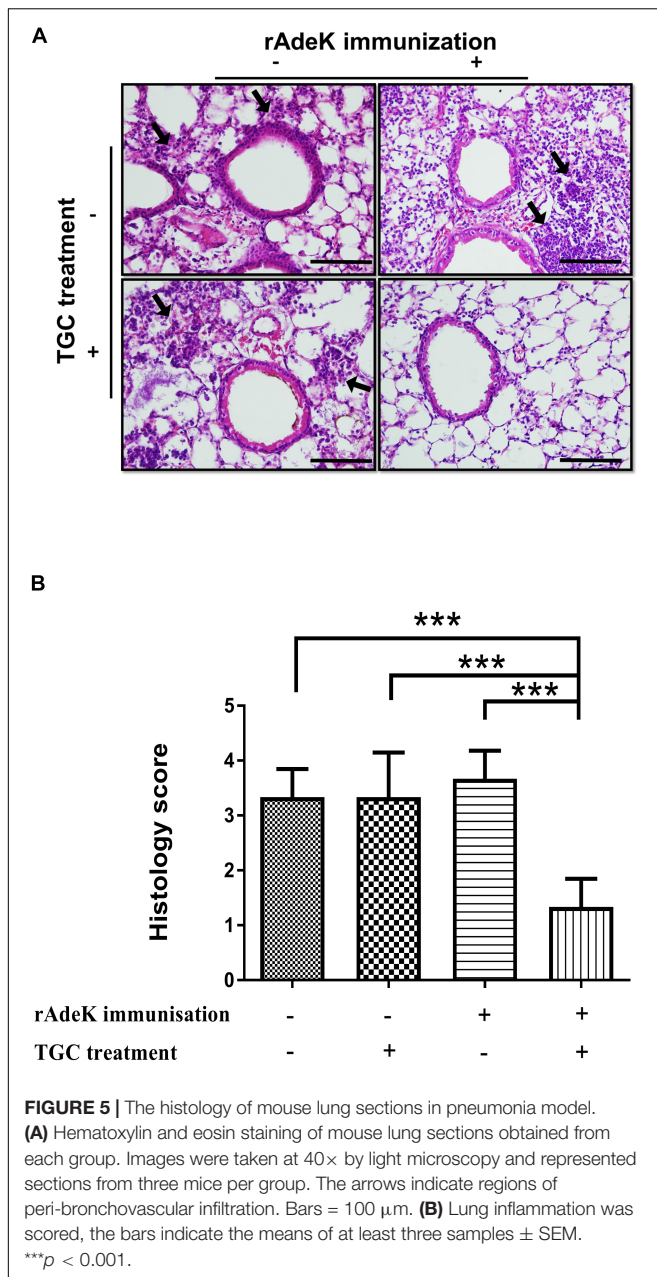 A
rAdeK immunization
- +
TGC treatment
-
+
B
***
***
***
Histology score
5
4
3
2
1
0
rAdeK immunisation - - + +
TGC treatment - + - +
FIGURE 5 | The histology of mouse lung sections in pneumonia model.
(A) Hematoxylin and eosin staining of mouse lung sections obtained from
each group. Images were taken at 40× by light microscopy and represented
sections from three mice per group. The arrows indicate regions of
peri-bronchovascular infiltration. Bars = 100 μm. (B) Lung inflammation was
scored, the bars indicate the means of at least three samples ± SEM.
***p < 0.001.